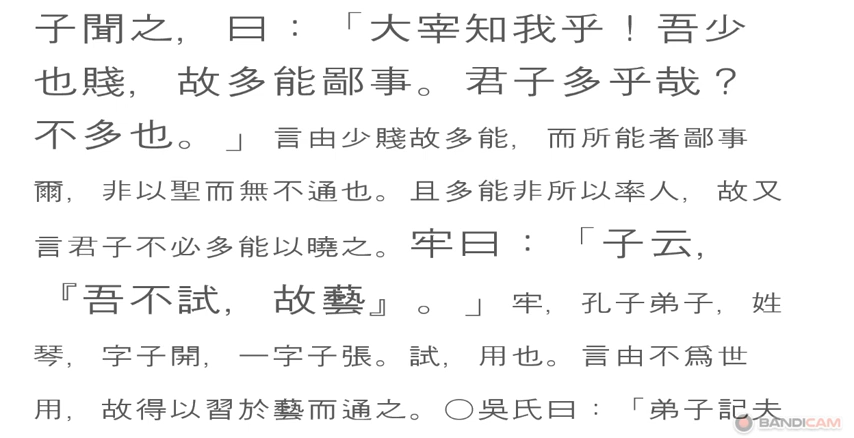 子聞之，曰：「大宰知我乎！吾少
也賤，故多能鄙事。君子多乎哉？
不多也。」言由少賤故多能，而所能者鄙事
爾，非以聖而無不通也。且多能非所以率人，故又
言君子不必多能以曉之。牢曰：「子云，
『吾不試，故藝』。」牢，孔子弟子，姓
琴，字子開，一字子張。試，用也。言由不爲世
用，故得以習於藝而通之。○吳氏曰：「弟子記夫
BANDICAM